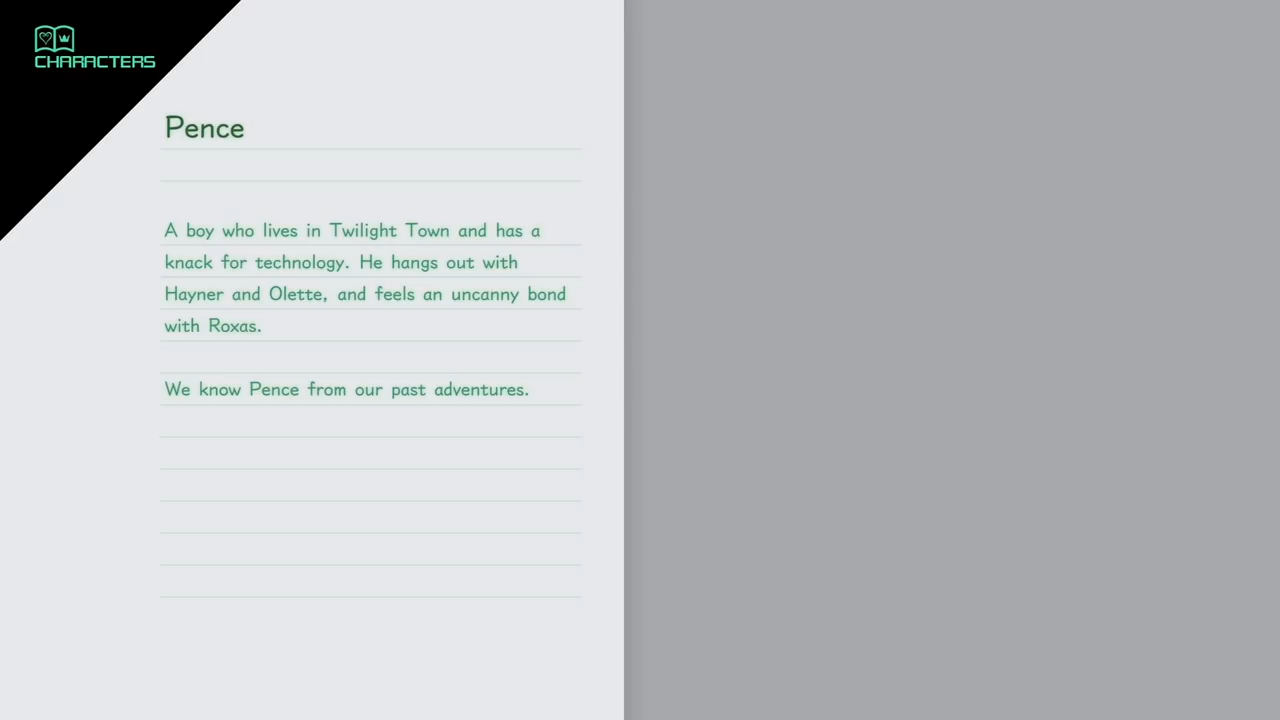 CHARACTERS
Pence
A boy who lives in Twilight Town and has a
knack for technology. He hangs out with
Hayner and Olette, and feels an uncanny bond
with Roxas.
We know Pence from our past adventures.